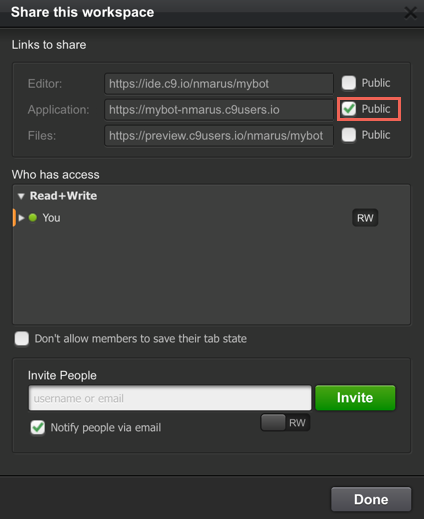 Share this workspace
Links to share
Editor: https://ide.c9.io/nmarus/mybot Public
Application: https://mybot-nmarus.c9users.io Public
Files: https://preview.c9users.io/nmarus/mybot Public
Who has access
Read+Write
You RW
Don't allow members to save their tab state
Invite People
username or email Invite
Notify people via email RW
Done